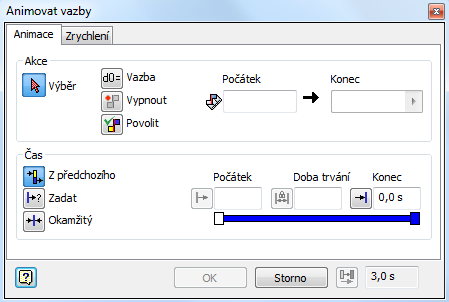 Animovat vazby
Animace Zrychlení
Akce
Výběr
d0= Vazba
Vypnout
Povolit
Počátek Konec
Čas
Z předchozího
Zadat
Okamžitý
Počátek Doba trvání Konec
0,0 s
OK Storno 3,0 s